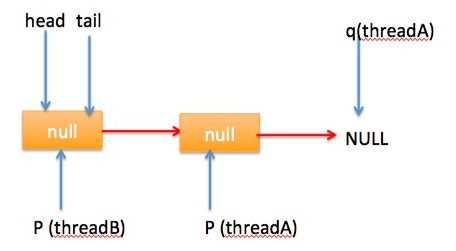 head tail
q(threadA)
null
null
NULL
P (threadB)
P (threadA)